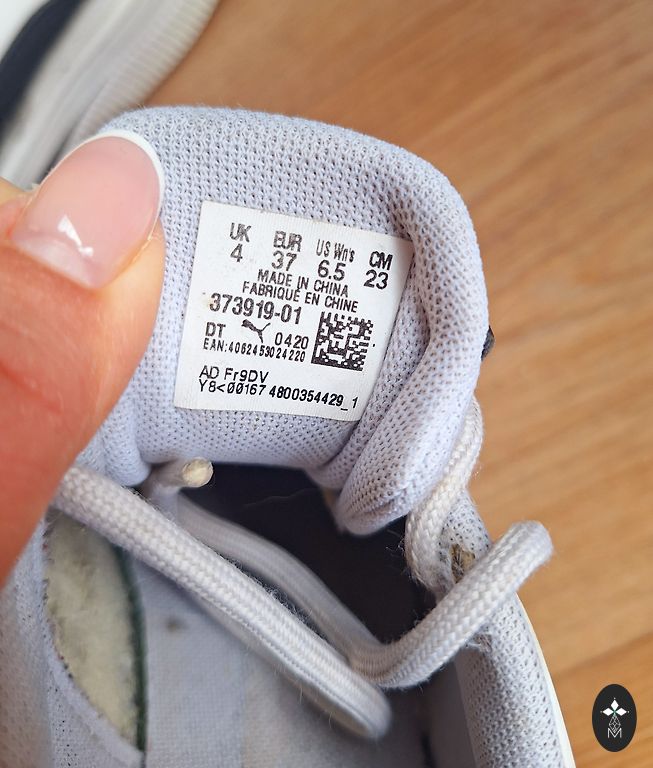 UK EUR US Wn's CM
4 37 6.5 23
MADE IN CHINA
FABRIQUÉ EN CHINE
373919-01
DT 0420
EAN:4062453024220
AD Fr9DV
Y8<00167 4800354429_1
M